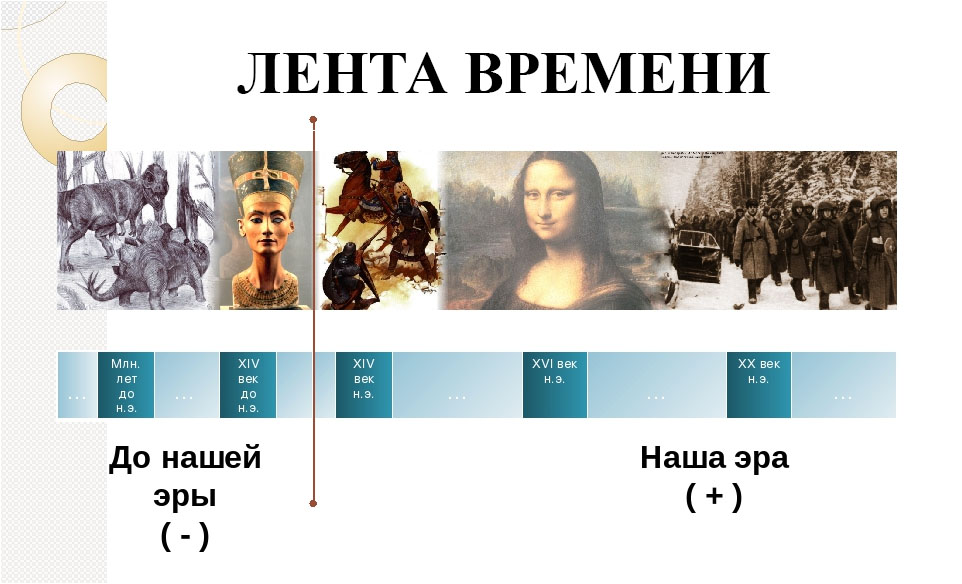 ЛЕНТА ВРЕМЕНИ
...
Млн.
лет
до
н.э.
...
XIV
век
до
н.э.
XIV
век
н.э.
...
XVI век
н.э.
...
XX век
н.э.
...
До нашей
эры
( - )
Наша эра
( + )